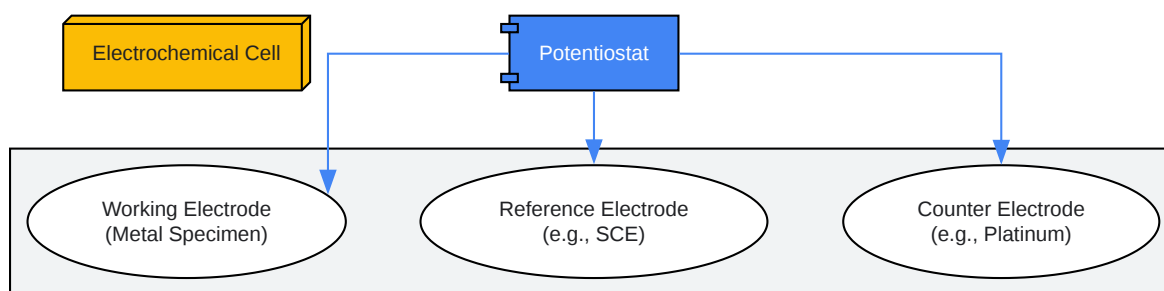 Electrochemical Cell
Potentiostat
Working Electrode
(Metal Specimen)
Reference Electrode
(e.g., SCE)
Counter Electrode
(e.g., Platinum)